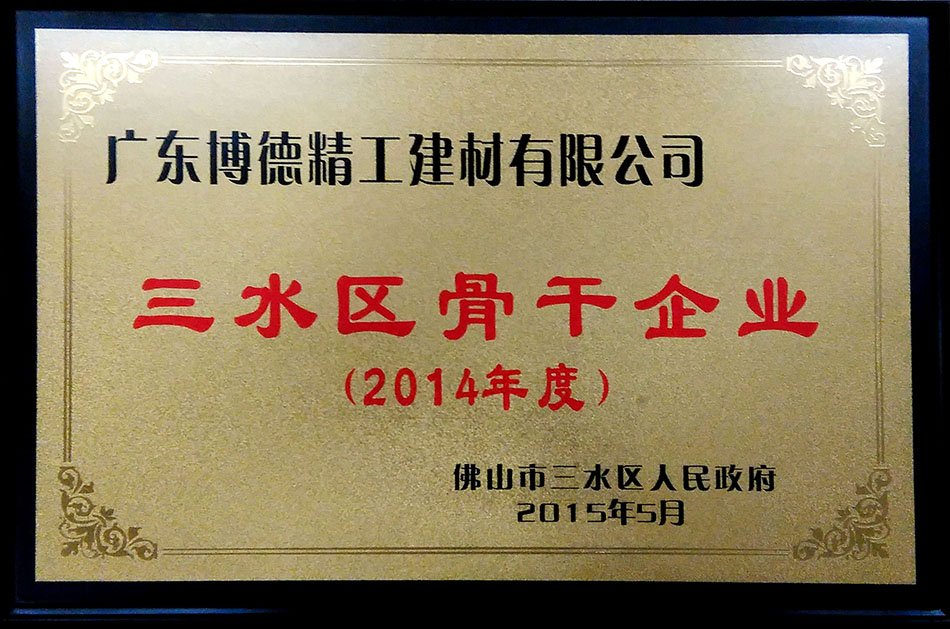 广东博德精工建材有限公司
三水区骨干企业
（2014年度）
佛山市三水区人民政府
2015年5月